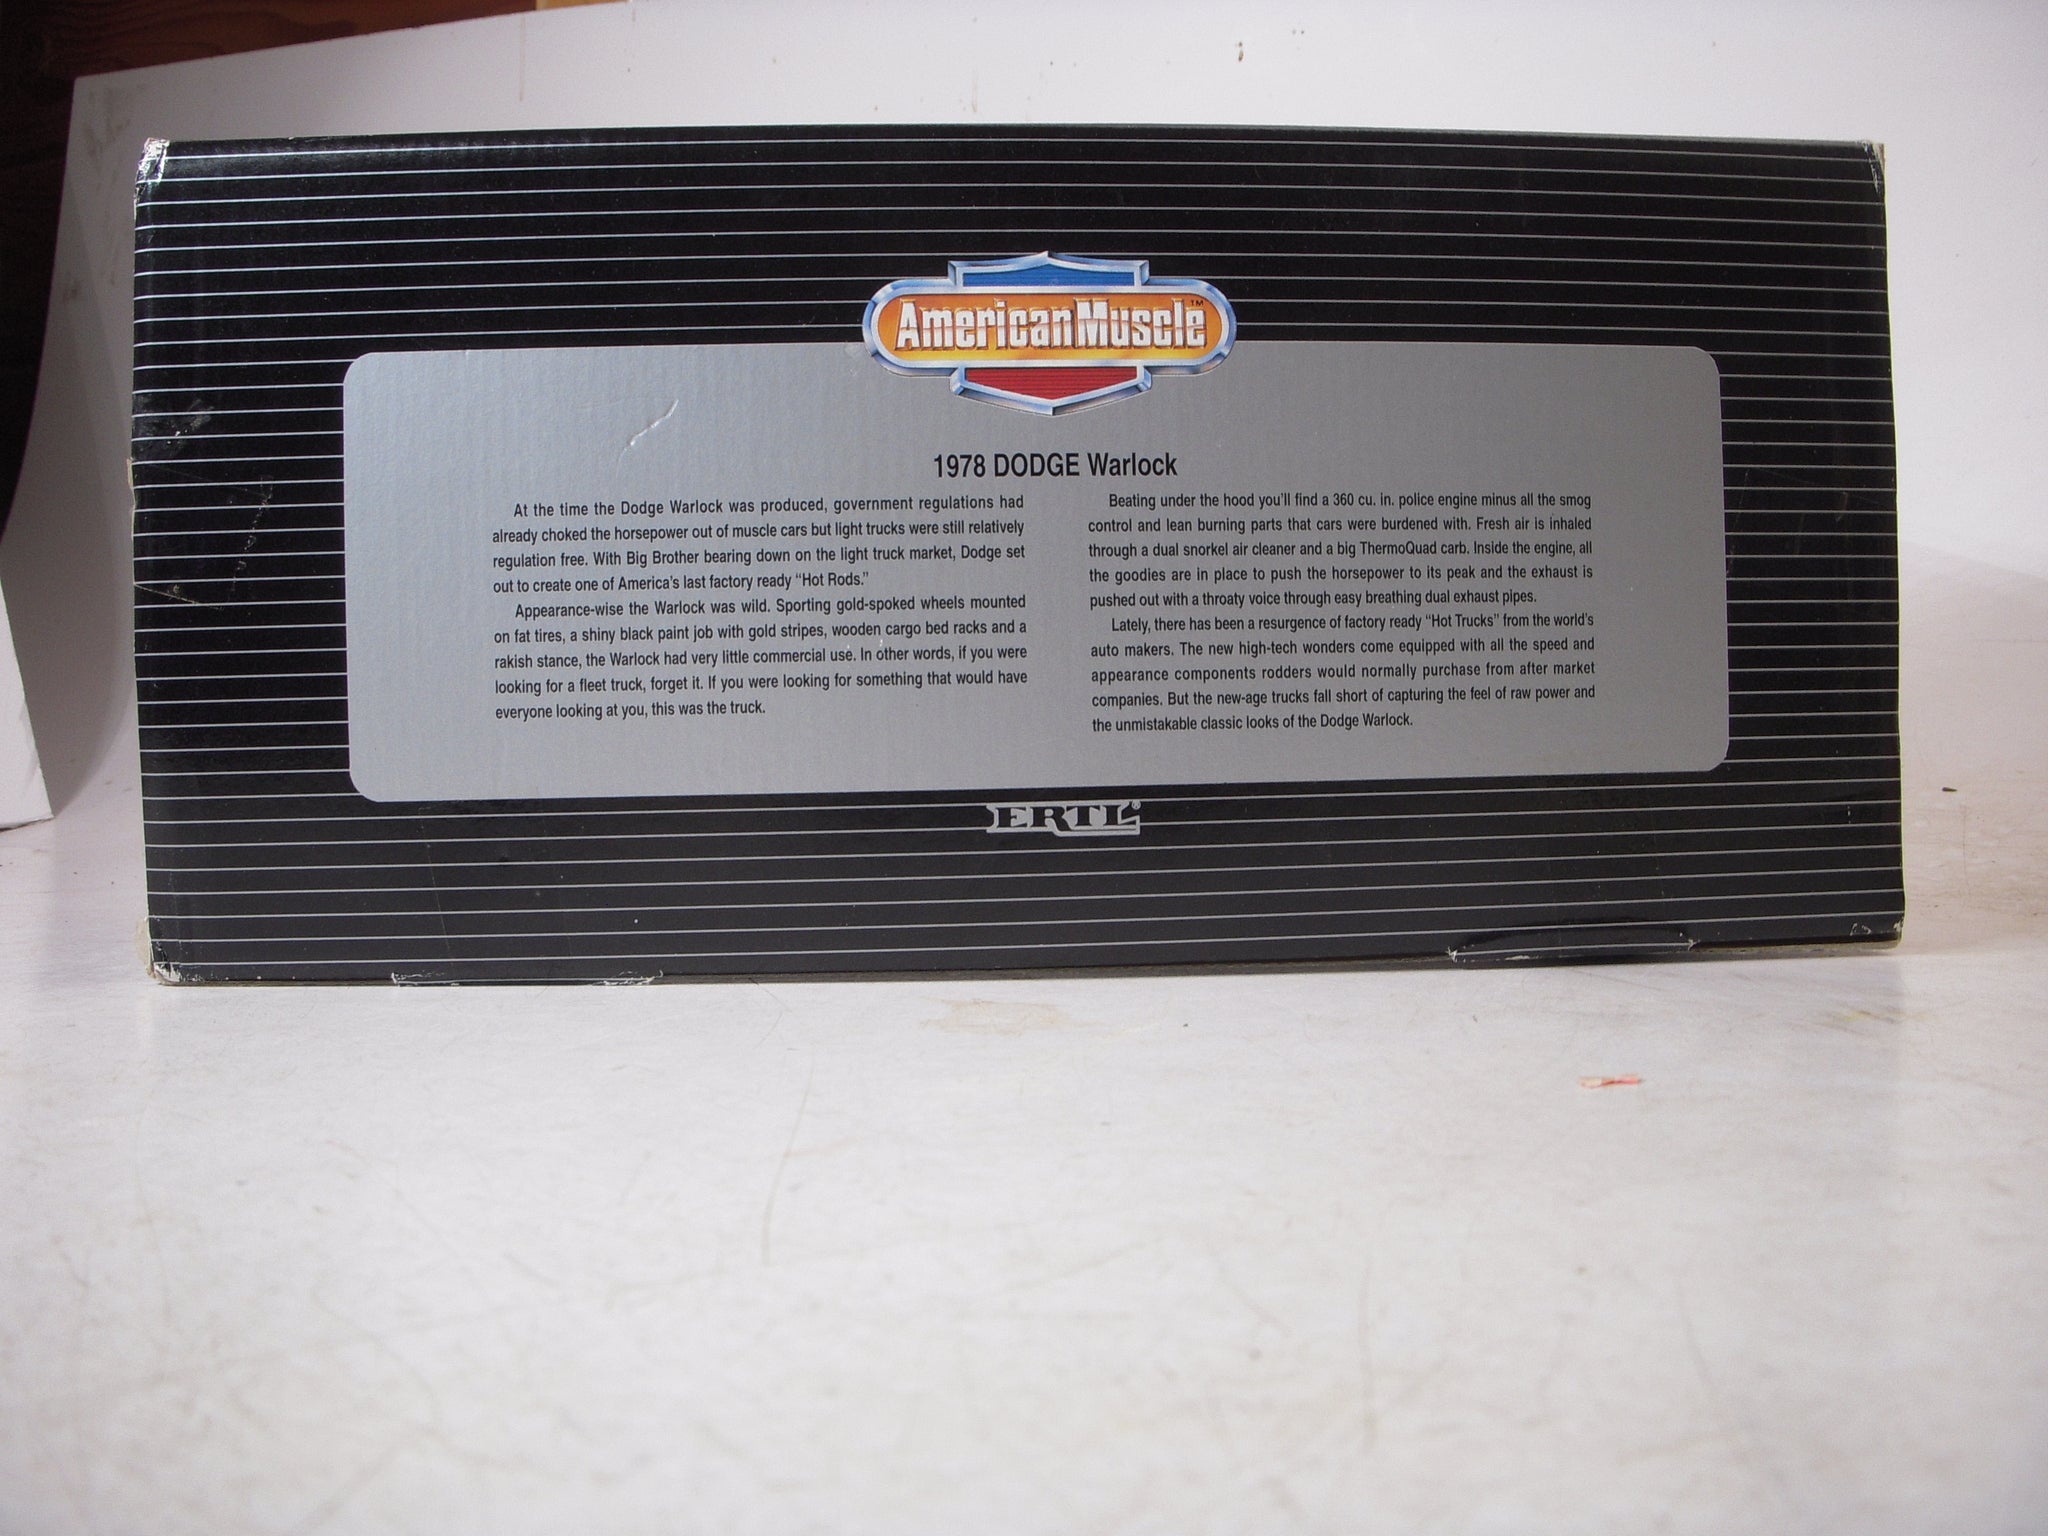 AmericanMuscle™
1978 DODGE Warlock
At the time the Dodge Warlock was produced, government regulations had
already choked the horsepower out of muscle cars but light trucks were still relatively
regulation free. With Big Brother bearing down on the light truck market, Dodge set
out to create one of America's last factory ready “Hot Rods.”
Appearance-wise the Warlock was wild. Sporting gold-spoked wheels mounted
on fat tires, a shiny black paint job with gold stripes, wooden cargo bed racks and a
rakish stance, the Warlock had very little commercial use. In other words, if you were
looking for a fleet truck, forget it. If you were looking for something that would have
everyone looking at you, this was the truck.
Beating under the hood you'll find a 360 cu. in. police engine minus all the smog
control and lean burning parts that cars were burdened with. Fresh air is inhaled
through a dual snorkel air cleaner and a big ThermoQuad carb. Inside the engine, all
the goodies are in place to push the horsepower to its peak and the exhaust is
pushed out with a throaty voice through easy breathing dual exhaust pipes.
Lately, there has been a resurgence of factory ready “Hot Trucks” from the world's
auto makers. The new high-tech wonders come equipped with all the speed and
appearance components rodders would normally purchase from after market
companies. But the new-age trucks fall short of capturing the feel of raw power and
the unmistakable classic looks of the Dodge Warlock.
ERTL®